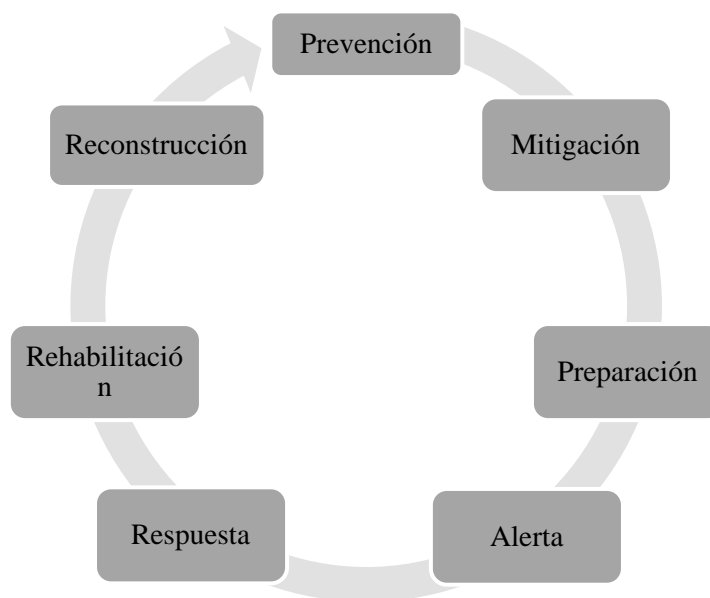 Prevención
Mitigación
Preparación
Alerta
Respuesta
Rehabilitació
n
Reconstrucción